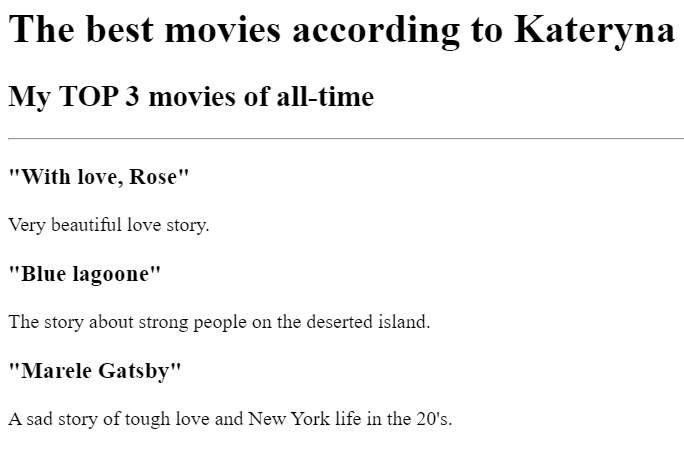 The best movies according to Kateryna
My TOP 3 movies of all-time
"With love, Rose"
Very beautiful love story.
"Blue lagoone"
The story about strong people on the deserted island.
"Marele Gatsby"
A sad story of tough love and New York life in the 20's.